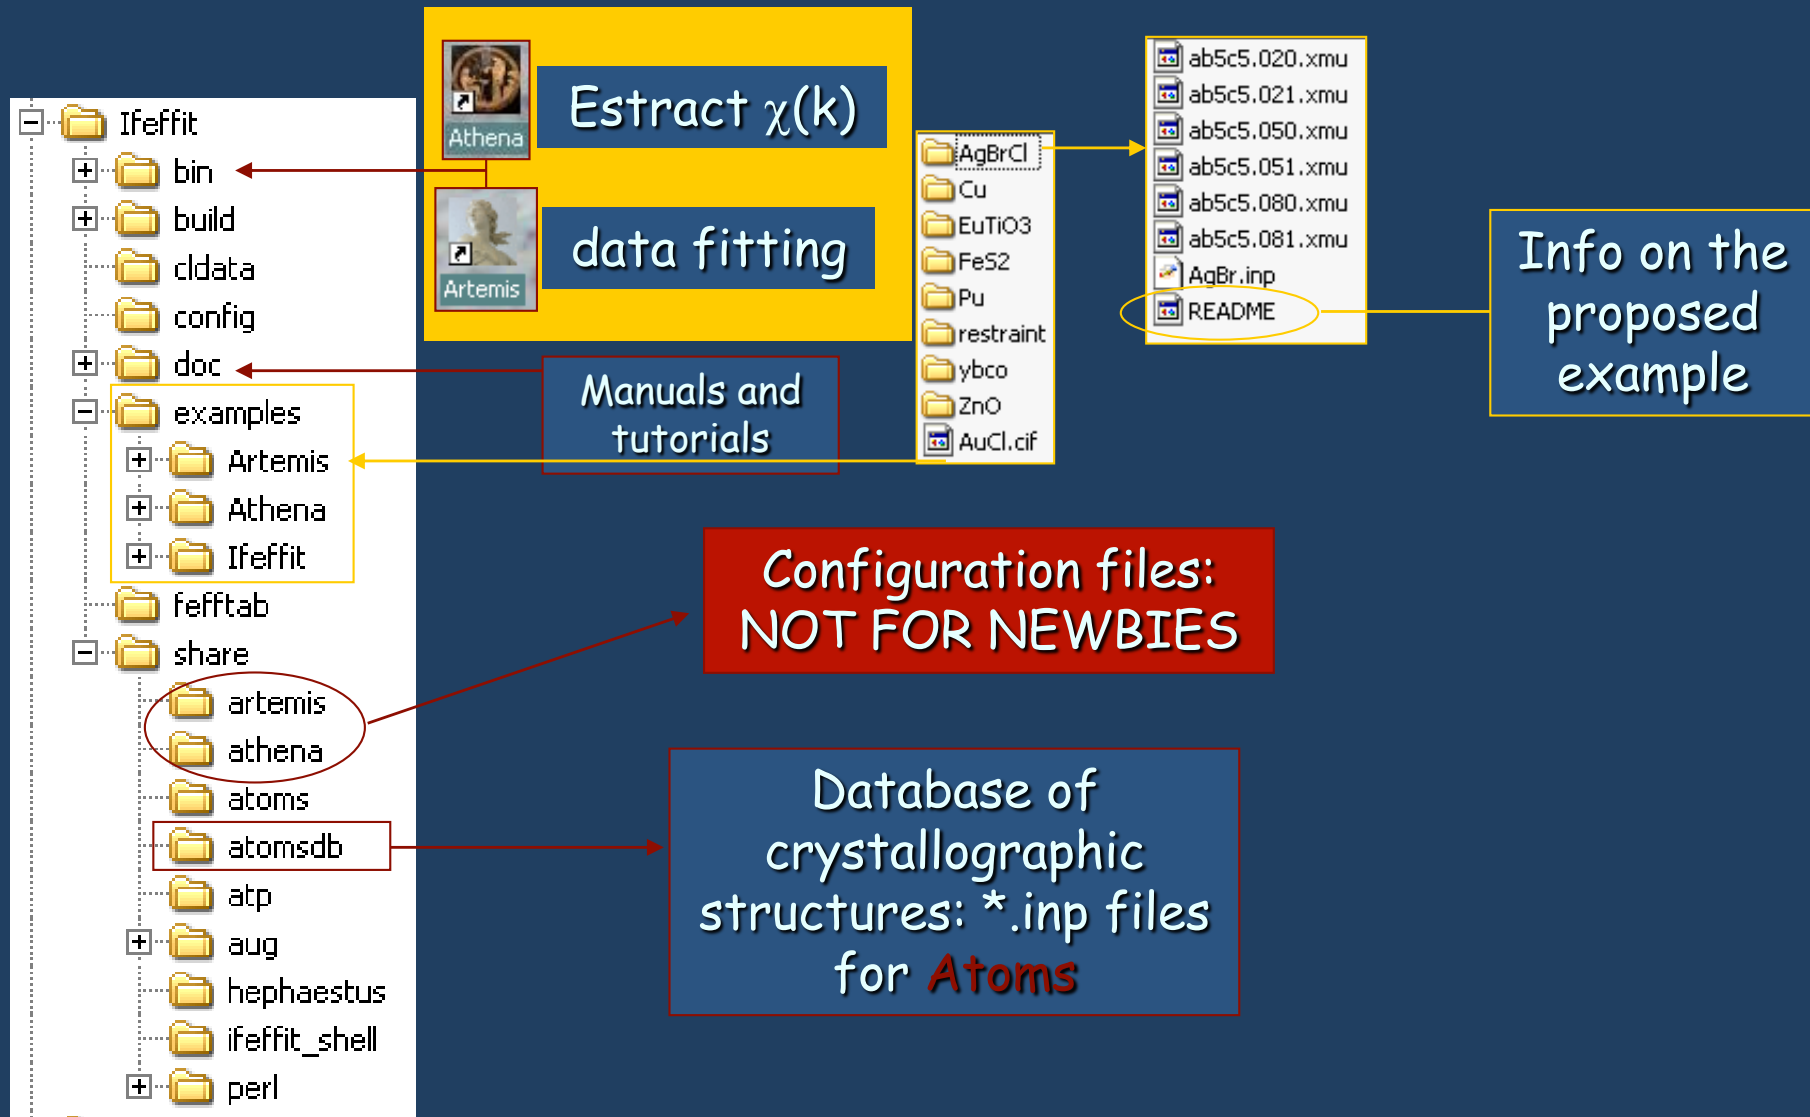 Ifeffit
bin
build
cldata
config
doc
examples
Artemis
Athena
Ifeffit
fefftab
share
artemis
athena
atoms
atomsdb
atp
aug
hephaestus
ifeffit_shell
perl
Athena
Estract χ(k)
Artemis
data fitting
Manuals and
tutorials
AgBrCl
Cu
EuTiO3
FeS2
Pu
restraint
ybco
ZnO
AuCl.cif
ab5c5.020.xmu
ab5c5.021.xmu
ab5c5.050.xmu
ab5c5.051.xmu
ab5c5.080.xmu
ab5c5.081.xmu
AgBr.inp
README
Info on the
proposed
example
Configuration files:
NOT FOR NEWBIES
Database of
crystallographic
structures: *.inp files
for Atoms